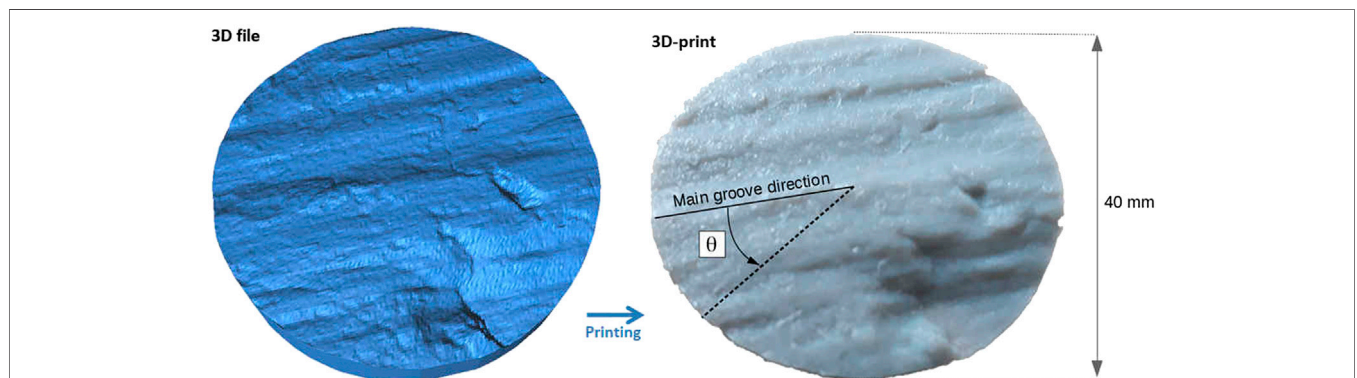 3D file
3D-print
Main groove direction
θ
40 mm
Printing